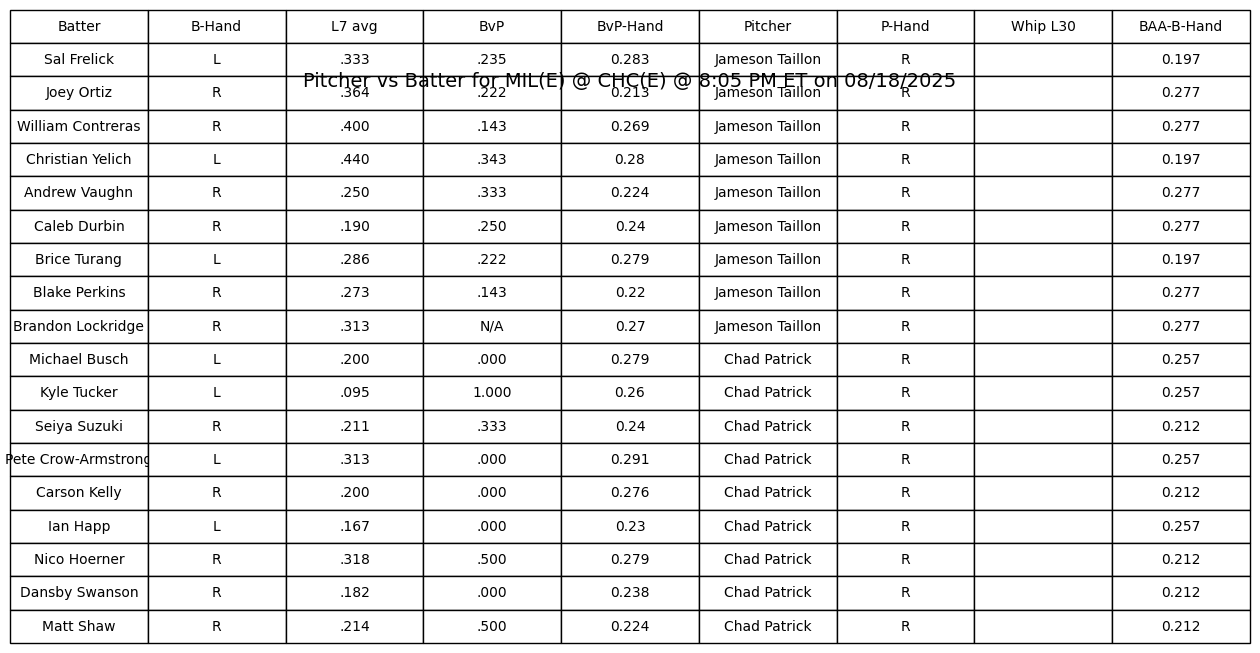 Batter B-Hand L7 avg BvP BvP-Hand Pitcher P-Hand Whip L30 BAA-B-Hand
Sal Frelick L .333 .235 0.283 Jameson Taillon R 0.197
Pitcher vs Batter for MIL(E) @ CHC(E) @ 8:05 PM ET on 08/18/2025
Joey Ortiz R .364 .222 0.213 Jameson Taillon R 0.277
William Contreras R .400 .143 0.269 Jameson Taillon R 0.277
Christian Yelich L .440 .343 0.28 Jameson Taillon R 0.197
Andrew Vaughn R .250 .333 0.224 Jameson Taillon R 0.277
Caleb Durbin R .190 .250 0.24 Jameson Taillon R 0.277
Brice Turang L .286 .222 0.279 Jameson Taillon R 0.197
Blake Perkins R .273 .143 0.22 Jameson Taillon R 0.277
Brandon Lockridge R .313 N/A 0.27 Jameson Taillon R 0.277
Michael Busch L .200 .000 0.279 Chad Patrick R 0.257
Kyle Tucker L .095 1.000 0.26 Chad Patrick R 0.257
Seiya Suzuki R .211 .333 0.24 Chad Patrick R 0.212
Pete Crow-Armstrong L .313 .000 0.291 Chad Patrick R 0.257
Carson Kelly R .200 .000 0.276 Chad Patrick R 0.212
Ian Happ L .167 .000 0.23 Chad Patrick R 0.257
Nico Hoerner R .318 .500 0.279 Chad Patrick R 0.212
Dansby Swanson R .182 .000 0.238 Chad Patrick R 0.212
Matt Shaw R .214 .500 0.224 Chad Patrick R 0.212